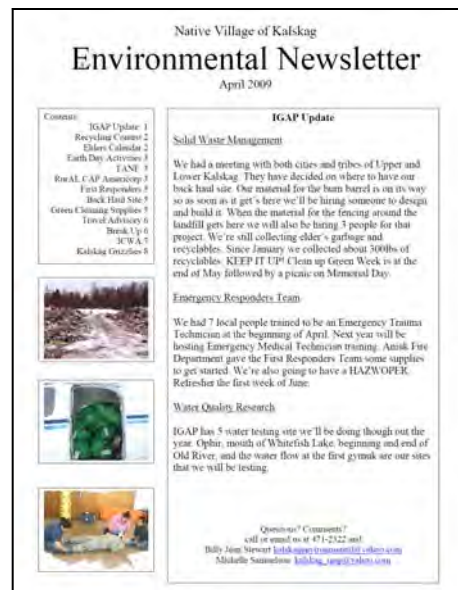 Native Village of Kalskag
Environmental Newsletter
April 2009
Contents:
IGAP Update 1
Recycling Contest 2
Elders Calendar 2
Earth Day Activities 3
TANF
RurAL CAP Americorp
First Responders
Back Haul Site
Green Cleaning Supplies
Travel Advisory 6
Break Up 6
ICWA 7
Kalskag Grizzlies 8
IGAP Update
Solid Waste Management
We had a meeting with both cities and tribes of Upper and
Lower Kalskag. They have decided on where to have our
back haul site. Our material for the burn barrel is on its way
so as soon as it get's here we'll be hiring someone to design
and build it. When the material for the fencing around the
landfill gets here we will also be hiring 3 people for that
project. We're still collecting elder's garbage and
recyclables. Since January we collected about 300lbs of
recyclables. KEEP IT UP! Clean up Green Week is at the
end of May followed by a picnic on Memorial Day.
Emergency Responders Team
We had 7 local people trained to be an Emergency Trauma
Technician at the beginning of April. Next year will be
hosting Emergency Medical Technician training. Aniak Fire
Department gave the First Responders Team some supplies
to get started. We're also going to have a HAZWOPER
Refresher the first week of June.
Water Quality Research
IGAP has 5 water testing site we'll be doing though out the
year. Ophir, mouth of Whitefish Lake, beginning and end of
Old River, and the water flow at the first gymuk are our sites
that we will be testing.
Questions? Comments?
call or email us at 471-2322 and
Billy Jean Stewart
Samuelson